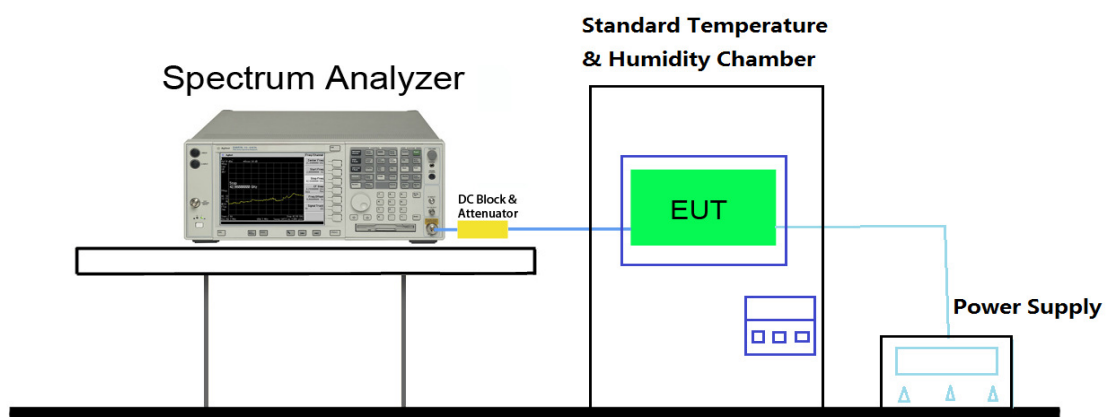 Standard Temperature
& Humidity Chamber
Spectrum Analyzer
DC Block &
Attenuator
EUT
Power Supply